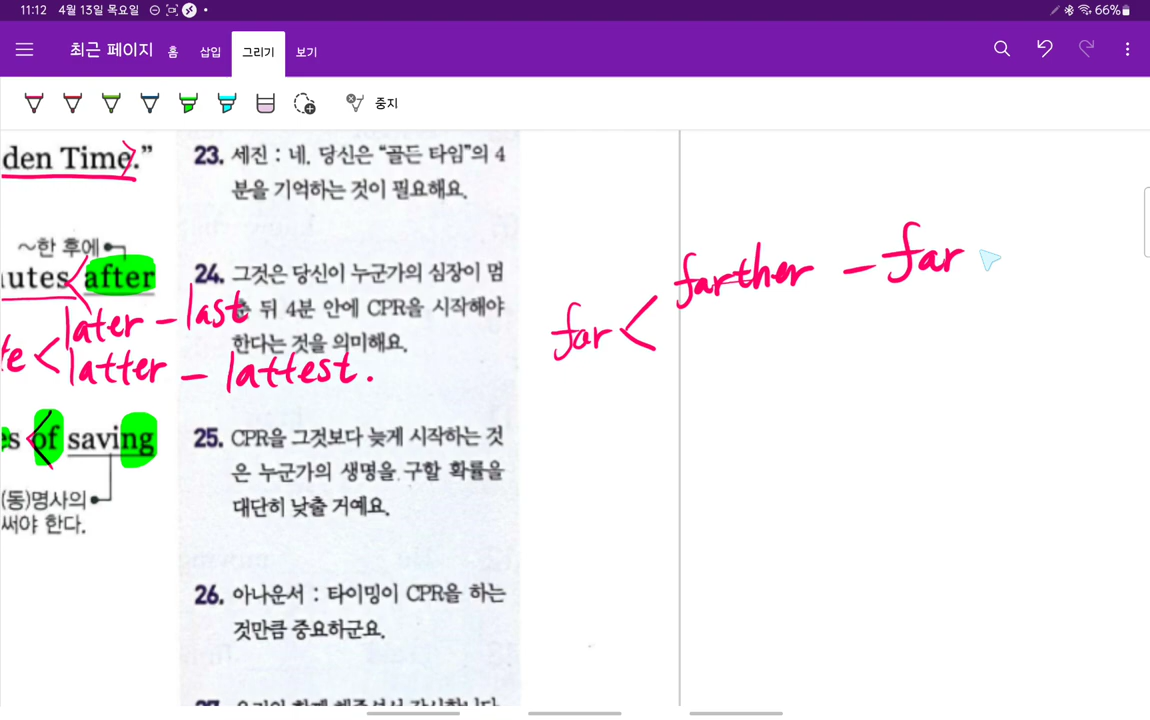 11:12 4월 13일 목요일 66%
최근 페이지 홈 삽입 그리기 보기
중지
den Time."
23. 세진 : 네, 당신은 “골든 타임”의 4
분을 기억하는 것이 필요해요.
~한 후에
utes after
24. 그것은 당신이 누군가의 심장이 멈
춘 뒤 4분 안에 CPR을 시작해야
한다는 것을 의미해요.
te < later - last
latter - lattest.
far < farther - far
es of saving
25. CPR을 그것보다 늦게 시작하는 것
은 누군가의 생명을 구할 확률을
대단히 낮출 거예요.
(동)명사의
써야 한다.
26. 아나운서 : 타이밍이 CPR을 하는
것만큼 중요하군요.